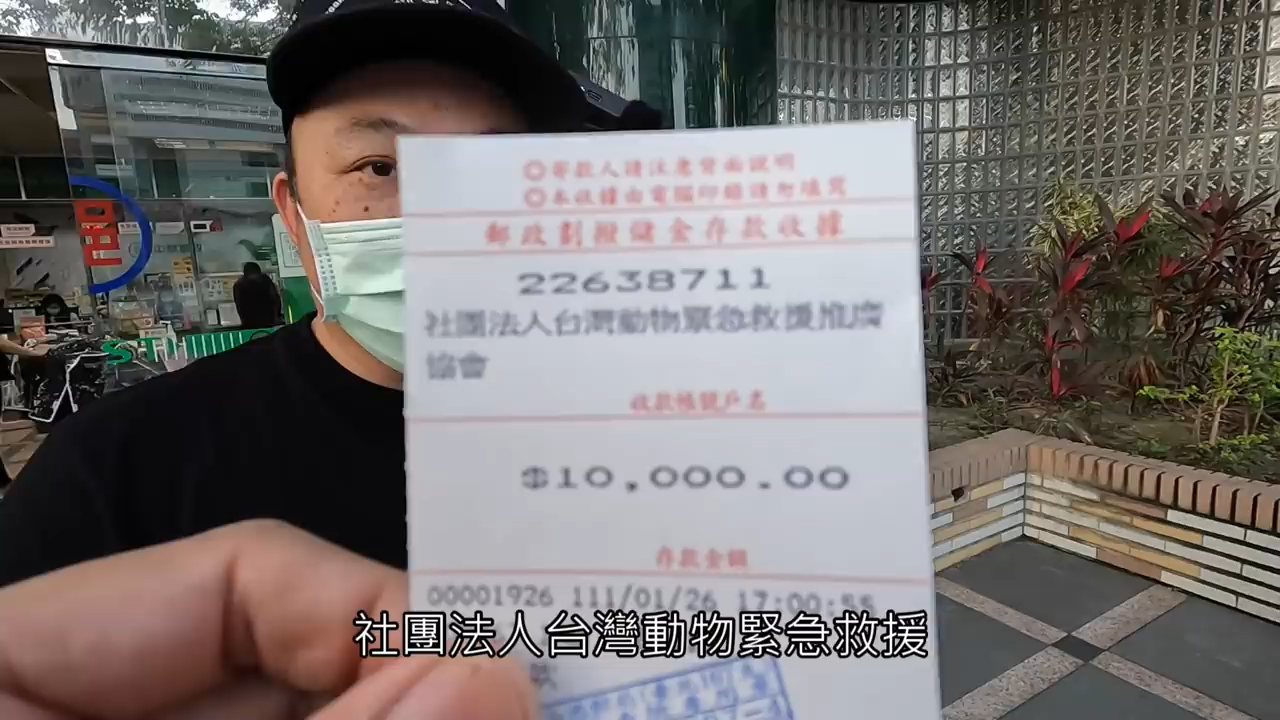 ◎寄款人請注意背面說明
◎本收據由電腦印錄請勿填寫
郵政劃撥儲金存款收據
22638711
社團法人台灣動物緊急救援推廣
協會
收款帳號戶名
$10,000.00
存款金額
00001926 111/01/26 17:00:55
社團法人台灣動物緊急救援